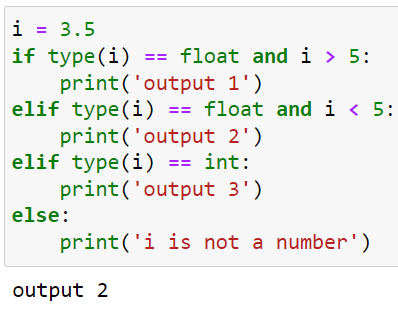 i = 3.5
if type(i) == float and i > 5:
    print('output 1')
elif type(i) == float and i < 5:
    print('output 2')
elif type(i) == int:
    print('output 3')
else:
    print('i is not a number')
output 2